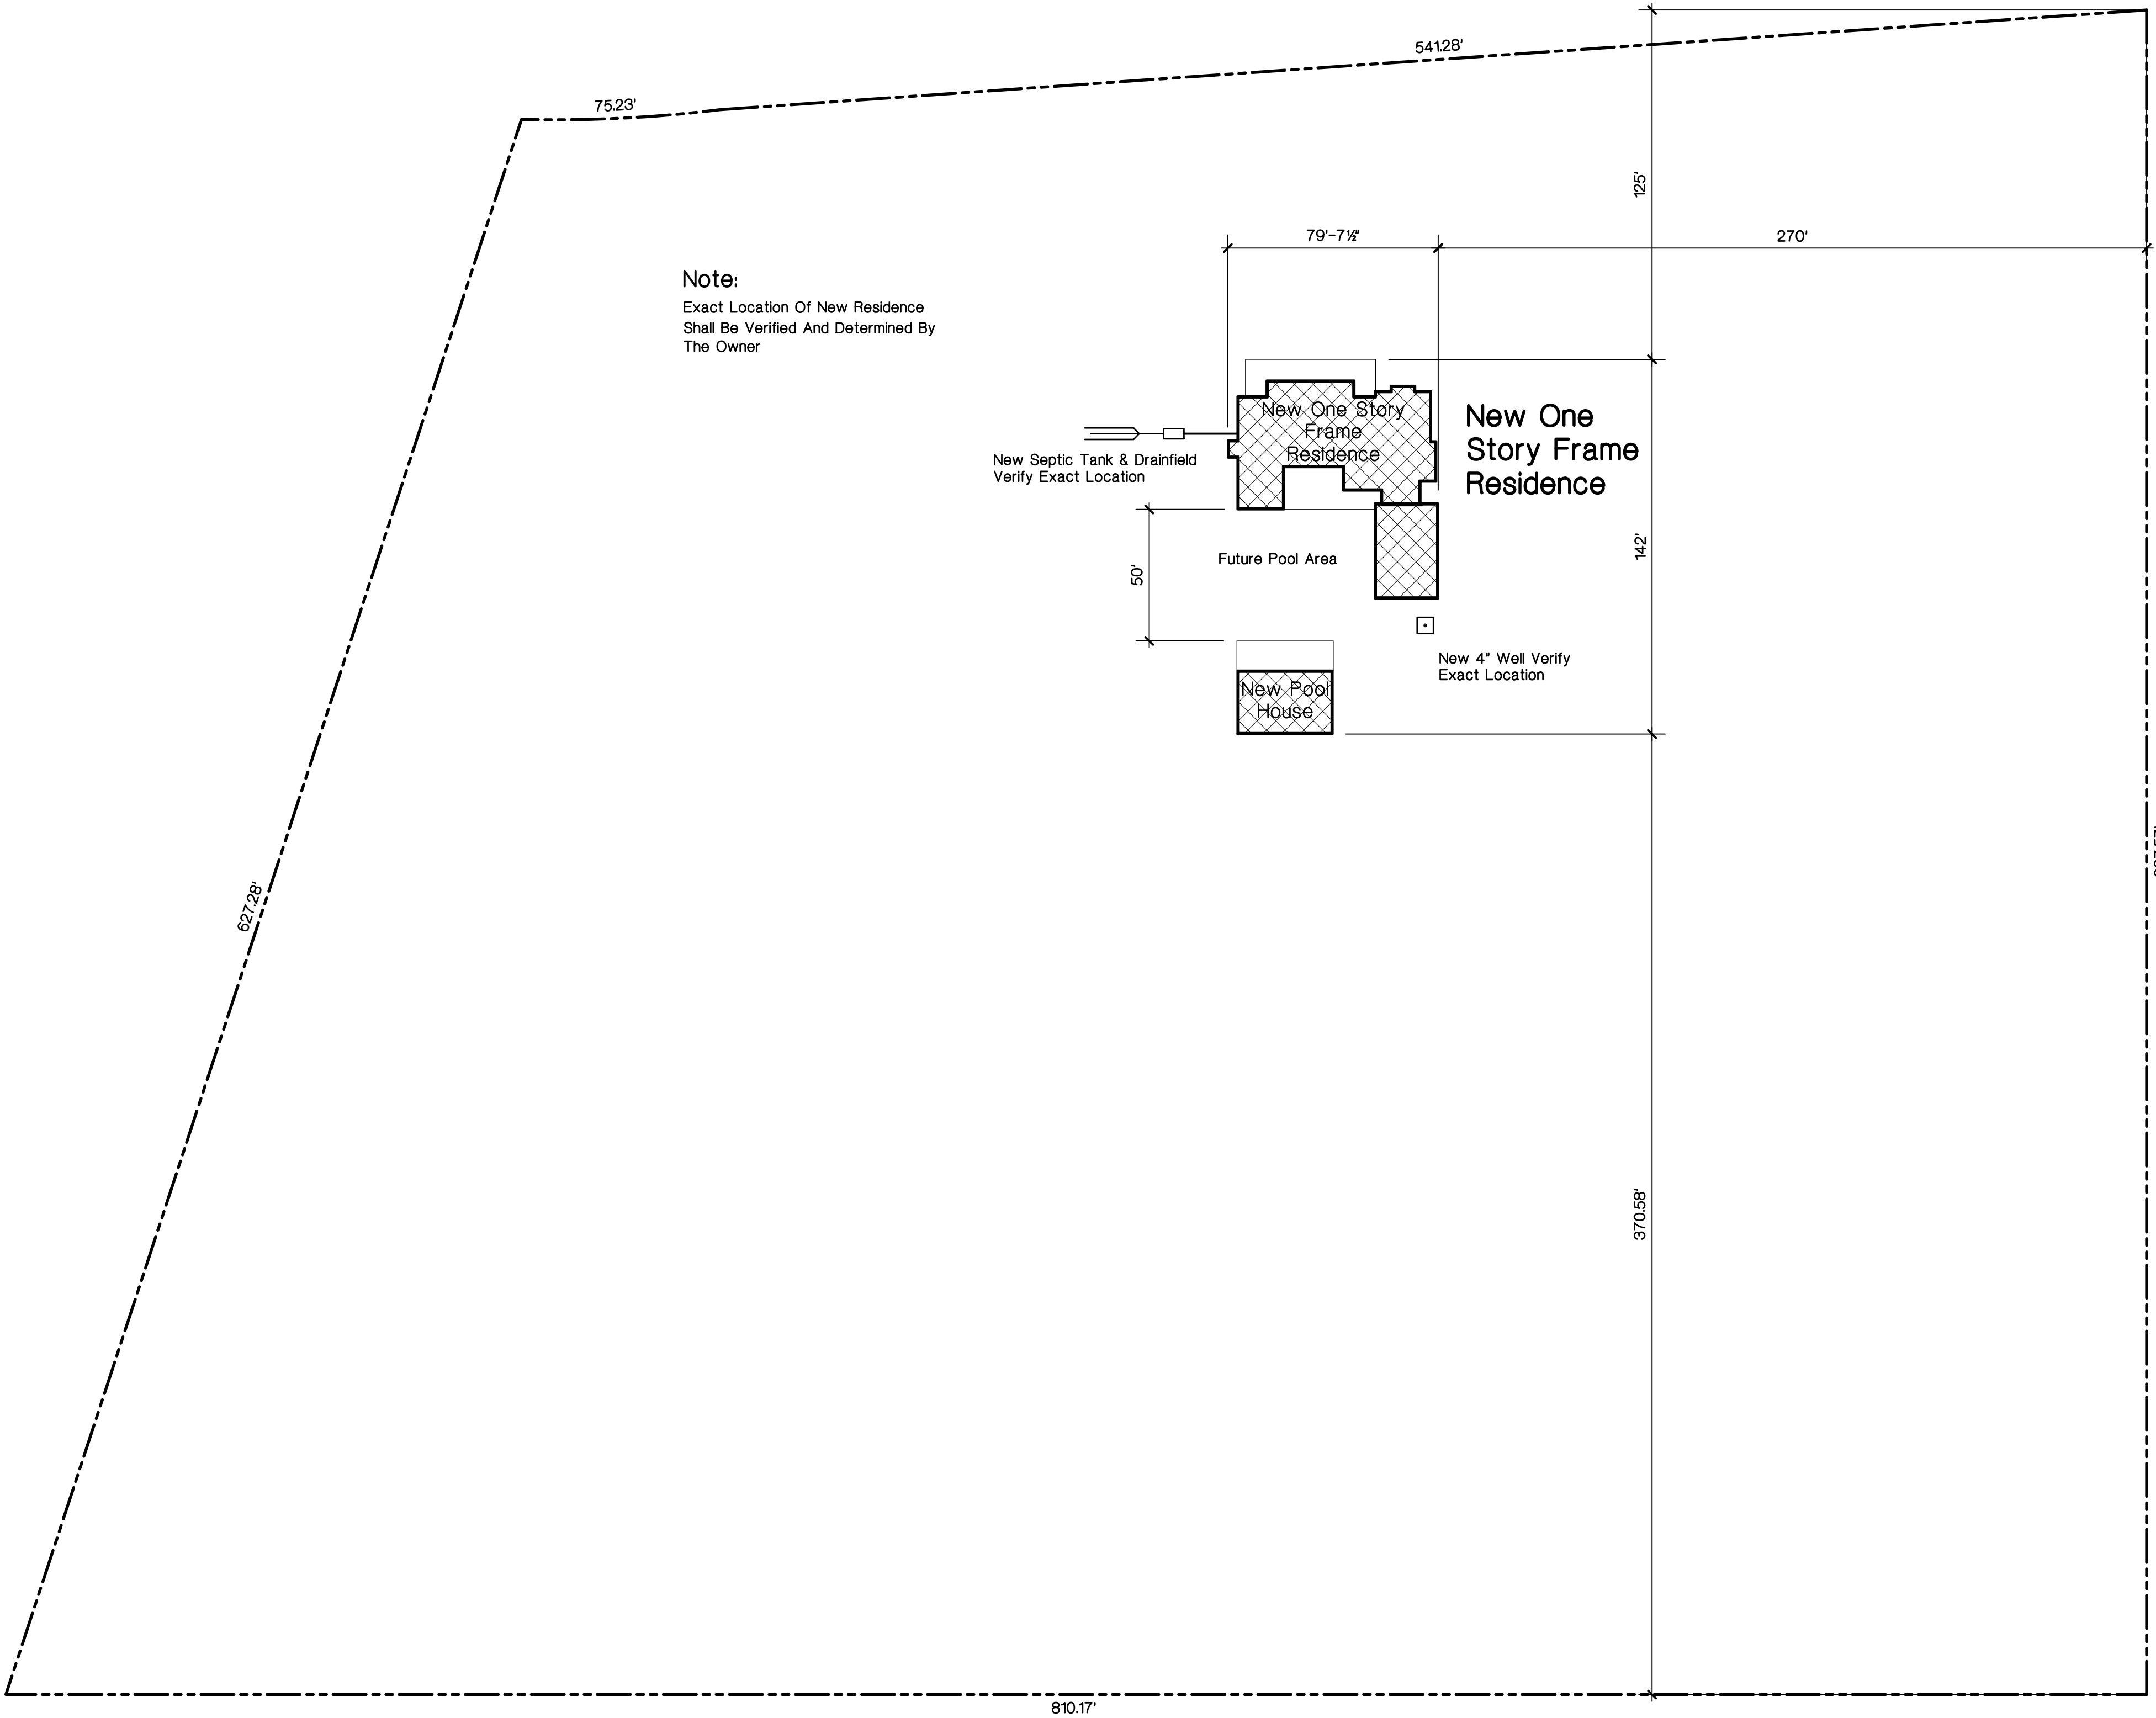 541.28'
75.23'
125'
79'-7½"
270'
Note:
Exact Location Of New Residence
Shall Be Verified And Determined By
The Owner
New One Story
Frame
Residence
New One
Story Frame
Residence
New Septic Tank & Drainfield
Verify Exact Location
142'
Future Pool Area
50'
New 4" Well Verify
Exact Location
New Pool
House
627.28'
370.58'
810.17'